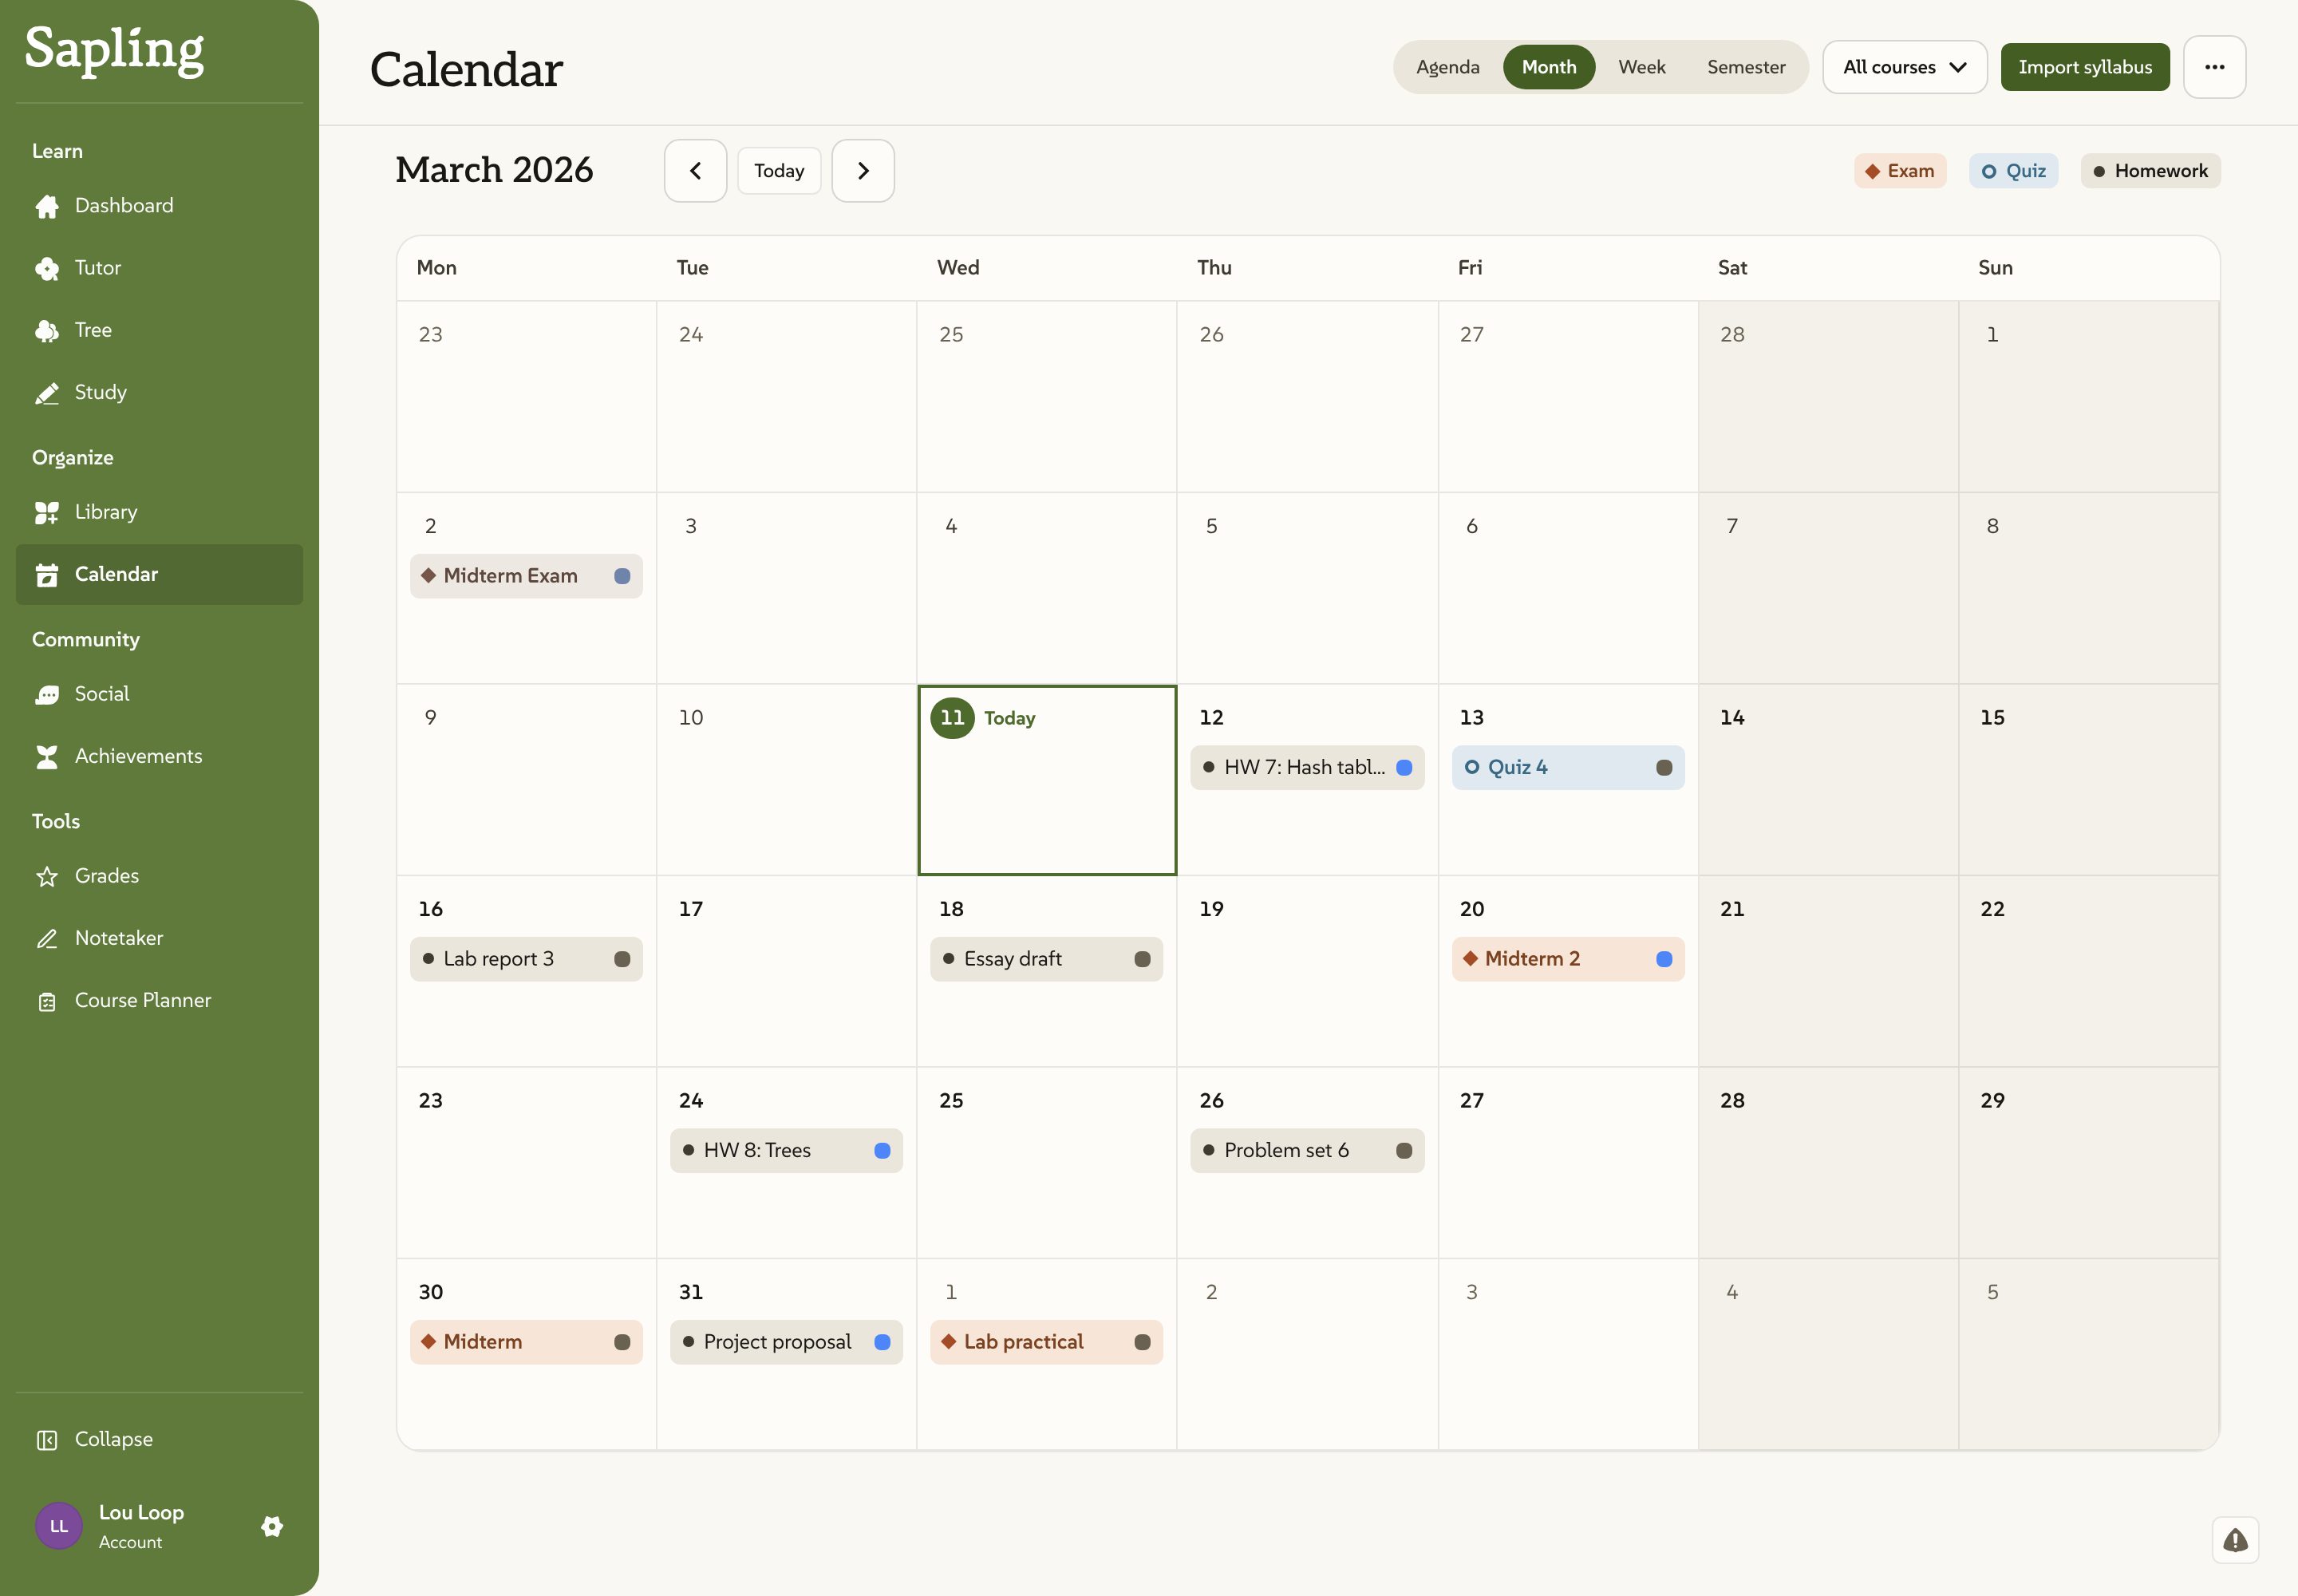 Sapling
Learn
Dashboard
Tutor
Tree
Study
Organize
Library
Calendar
Community
Social
Achievements
Tools
Grades
Notetaker
Course Planner
Collapse
LL
Lou Loop
Account
Calendar
Agenda Month Week Semester
All courses
Import syllabus
March 2026
Today
Exam Quiz Homework
Mon Tue Wed Thu Fri Sat Sun
23 24 25 26 27 28 1
2 3 4 5 6 7 8
Midterm Exam
9 10 11 Today 12 13 14 15
HW 7: Hash tabl... Quiz 4
16 17 18 19 20 21 22
Lab report 3 Essay draft Midterm 2
23 24 25 26 27 28 29
HW 8: Trees Problem set 6
30 31 1 2 3 4 5
Midterm Project proposal Lab practical